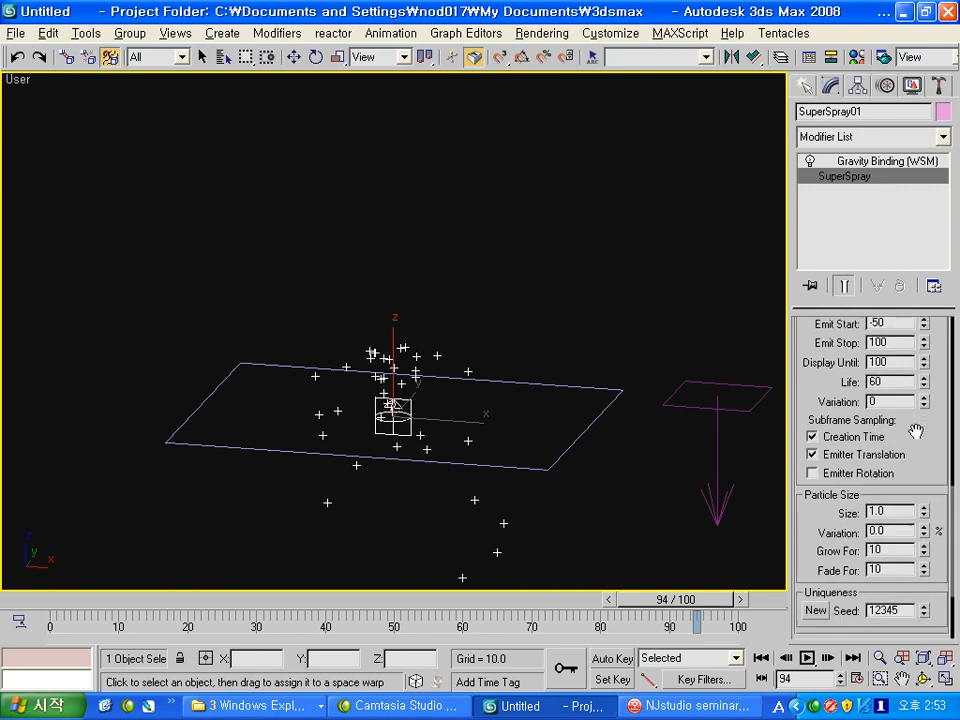 Untitled - Project Folder: C:₩Documents and Settings₩nod017₩My Documents₩3dsmax - Autodesk 3ds Max 2008 ...
File Edit Tools Group Views Create Modifiers reactor Animation Graph Editors Rendering Customize MAXScript Help Tentacles
All View View
User
SuperSpray01
Modifier List
Gravity Binding (WSM)
SuperSpray
Emit Start: -50
Emit Stop: 100
Display Until: 100
Life: 60
Variation: 0
Subframe Sampling:
Creation Time
Emitter Translation
Emitter Rotation
Particle Size
Size: 1.0
Variation: 0.0 %
Grow For: 10
Fade For: 10
Uniqueness
New Seed: 12345
z
y
x
z
y
x
< 94 / 100 >
0 10 20 30 40 50 60 70 80 90 100
1 Object Sele X: Y: Z: Grid = 10.0 Auto Key Selected
Click to select an object, then drag to assign it to a space warp Add Time Tag Set Key Key Filters... 94
시작 3 Windows Expl... Camtasia Studio ... Untitled - Proj... NJstudio seminar... A 오후 2:53